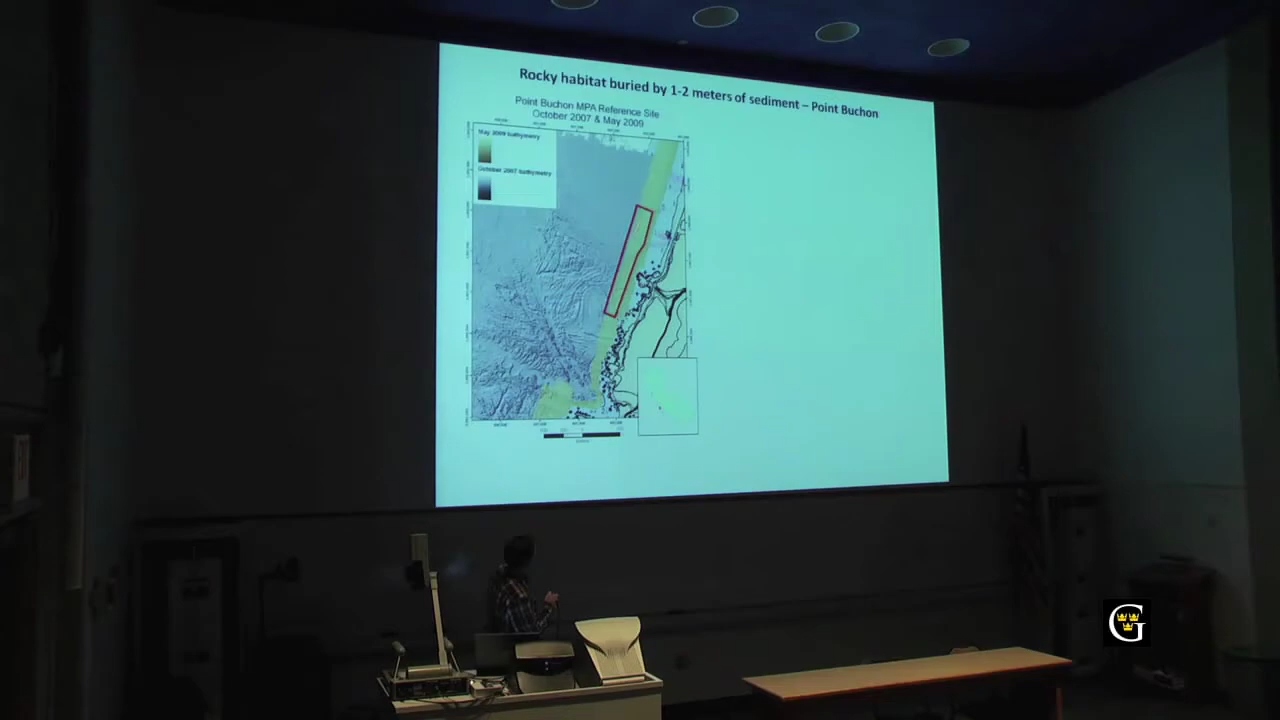 Rocky habitat buried by 1-2 meters of sediment – Point Buchon
Point Buchon MPA Reference Site
October 2007 & May 2009
May 2009 bathymetry
October 2007 bathymetry
G